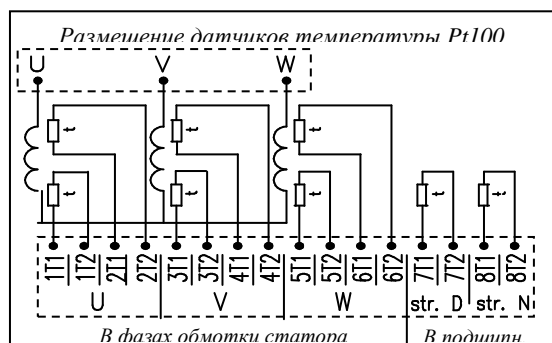 Размещение датчиков температуры Pt100
U V W
t t t
t t t t t
1T1 1T2 2T1 2T2 3T1 3T2 4T1 4T2 5T1 5T2 6T1 6T2 7T1 7T2 8T1 8T2
U V W str. D str. N
В фазах обмотки статора В подшипн